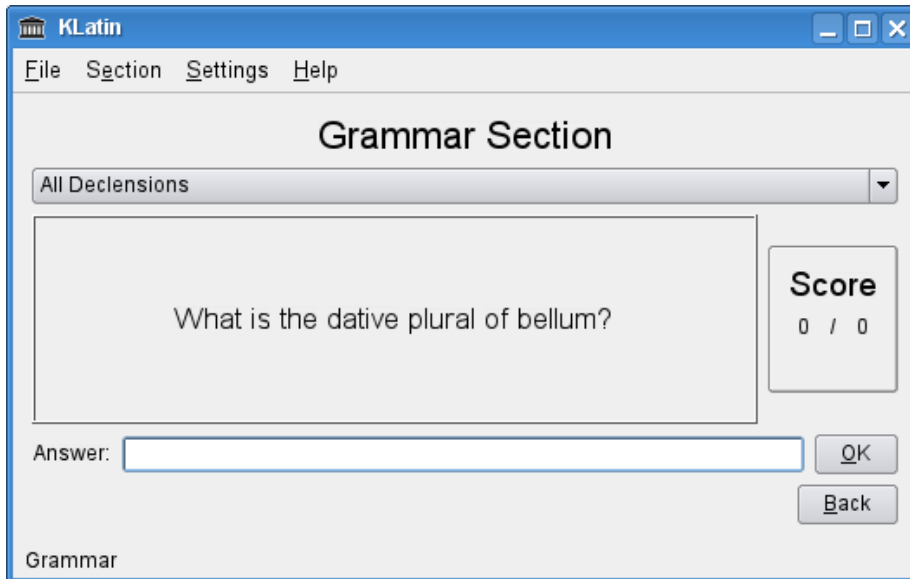 KLatin
File Section Settings Help
Grammar Section
All Declensions
What is the dative plural of bellum?
Score
0 / 0
Answer:
OK
Back
Grammar